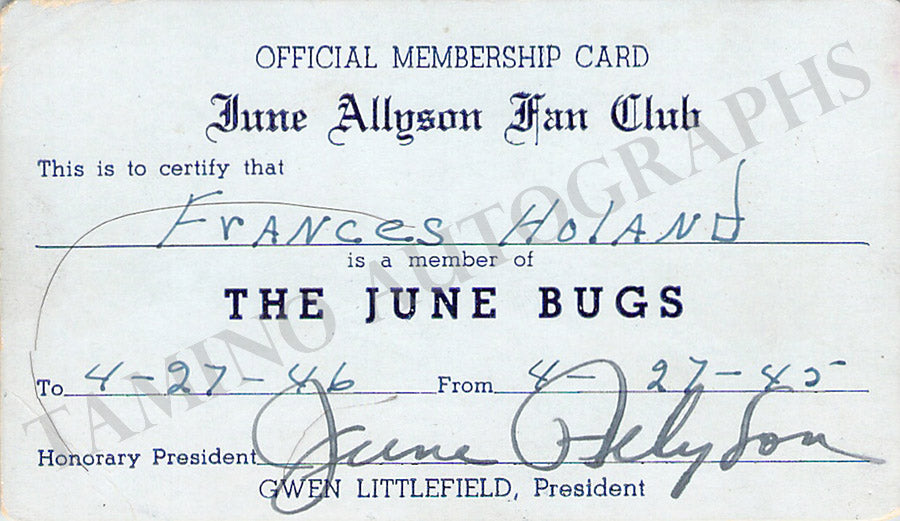 OFFICIAL MEMBERSHIP CARD
June Allyson Fan Club
This is to certify that
Frances Holand
is a member of
THE JUNE BUGS
To 4-27-46 From 4-27-45
Honorary President June Allyson
GWEN LITTLEFIELD, President
TAMINO AUTOGRAPHS